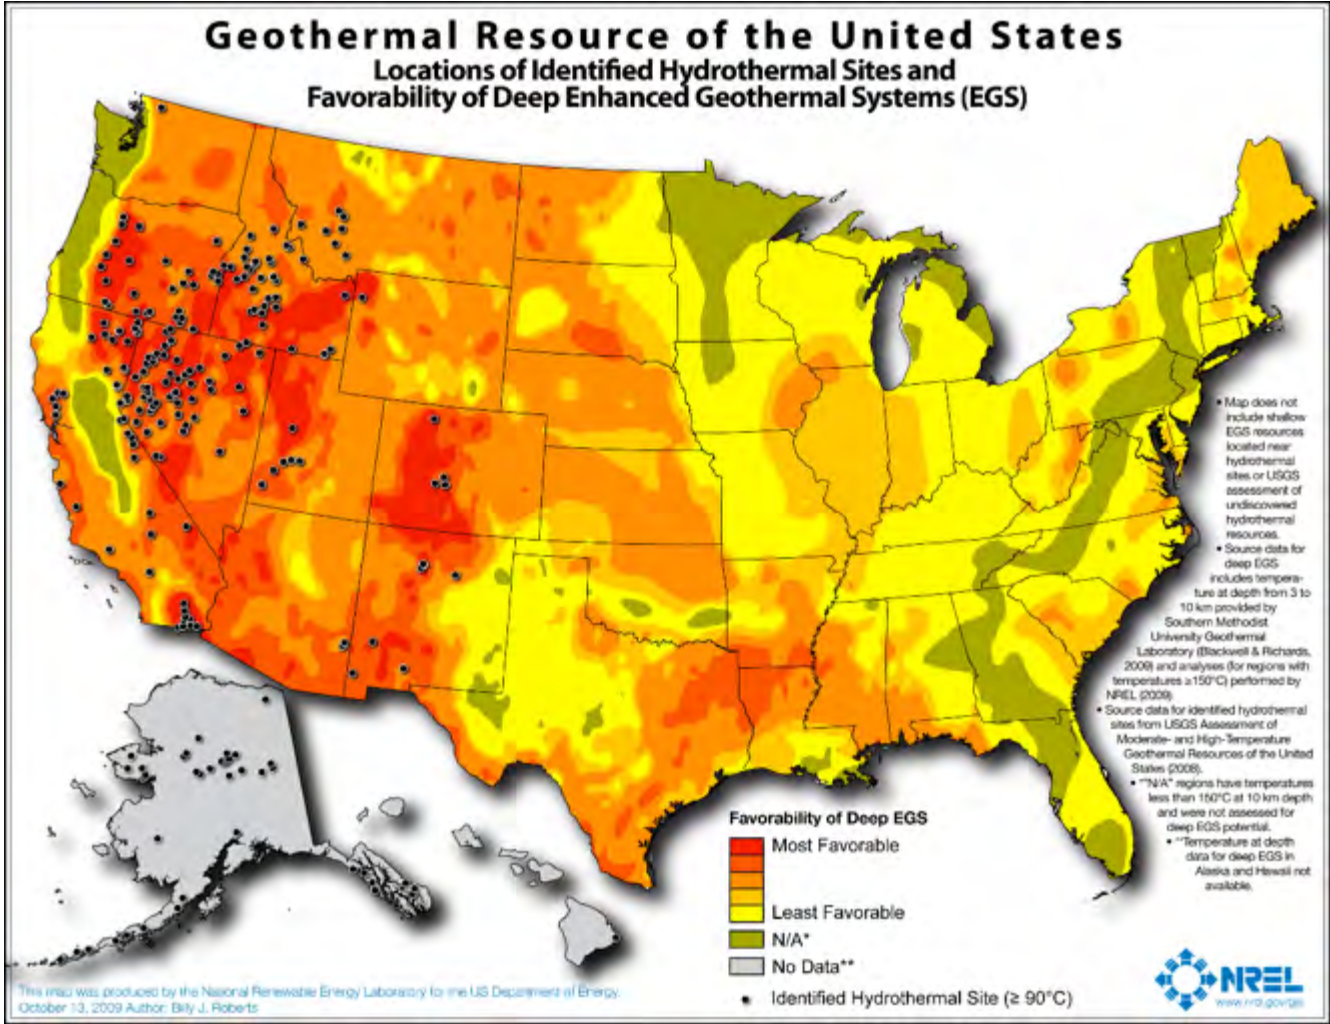 Geothermal Resource of the United States
Locations of Identified Hydrothermal Sites and
Favorability of Deep Enhanced Geothermal Systems (EGS)
• Map does not
include shallow
EGS resources
located near
hydrothermal
sites or USGS
assessment of
undiscovered
hydrothermal
resources.
• Source data for
deep EGS
includes tempera-
ture at depth from 3 to
10 km provided by
Southern Methodist
University Geothermal
Laboratory (Blackwell & Richards,
2009) and analyses (for regions with
temperatures ≥150°C) performed by
NREL (2009).
• Source data for identified hydrothermal
sites from USGS Assessment of
Moderate- and High-Temperature
Geothermal Resources of the United
States (2008).
• *"N/A" regions have temperatures
less than 150°C at 10 km depth
and were not assessed for
deep EGS potential.
• **Temperature at depth
data for deep EGS in
Alaska and Hawaii not
available.
Favorability of Deep EGS
Most Favorable
Least Favorable
N/A*
No Data**
Identified Hydrothermal Site (≥ 90°C)
This map was produced by the National Renewable Energy Laboratory for the US Department of Energy.
October 13, 2009 Author: Billy J. Roberts
NREL
www.nrel.gov/gis